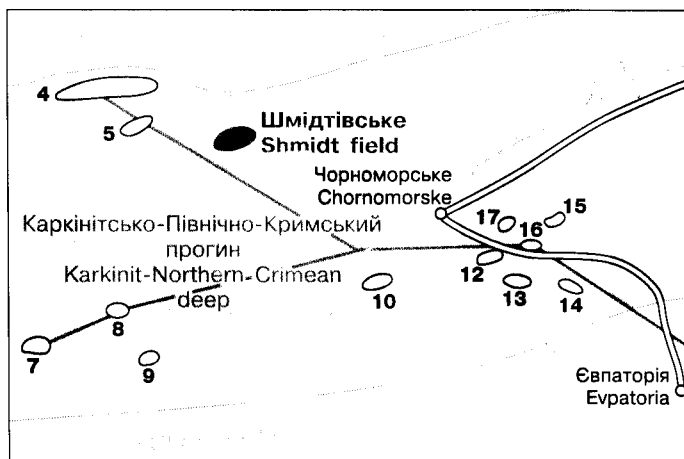 4
5
Шмідтівське
Shmidt field
Чорноморське
Chornomorske
15
17
16
Каркінітсько-Північно-Кримський
прогин
Karkinit-Northern-Crimean
deep
12
10
13
14
8
7
9
Євпаторія
Evpatoria